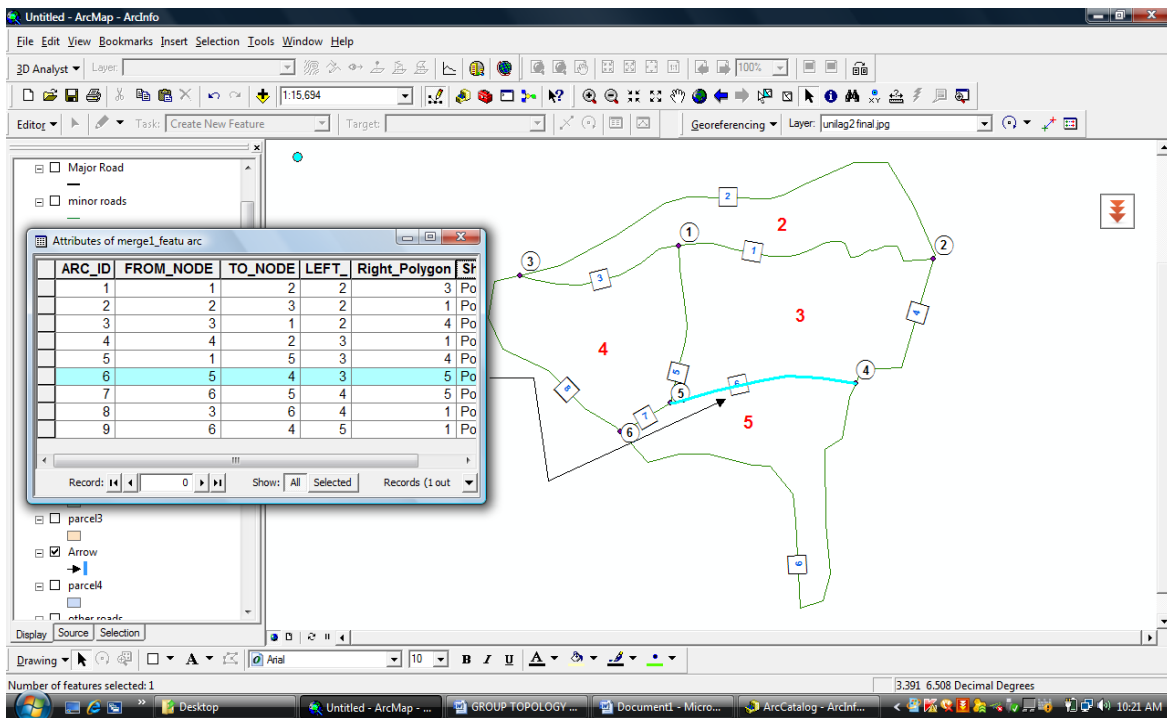 Untitled - ArcMap - ArcInfo
File Edit View Bookmarks Insert Selection Tools Window Help
3D Analyst Layer: 100%
1:15,694
Editor Task: Create New Feature Target: Georeferencing Layer: unilag2final.jpg
Major Road
minor roads
Attributes of merge1_featu arc
ARC_ID FROM_NODE TO_NODE LEFT_ Right_Polygon Sh
1 1 2 2 3 Po
2 2 3 2 1 Po
3 3 1 2 4 Po
4 4 2 3 1 Po
5 1 5 3 4 Po
6 5 4 3 5 Po
7 6 5 4 5 Po
8 3 6 4 1 Po
9 6 4 5 1 Po
Record: 0 Show: All Selected Records (1 out
parcel3
Arrow
parcel4
other roads
2
2
1
1
2
3
3
3
4
4
5
8
6
4
5
7
5
6
9
Display Source Selection
Drawing A Arial 10 B I U A
Number of features selected: 1
3.391 6.508 Decimal Degrees
Desktop
Untitled - ArcMap - ...
GROUP TOPOLOGY ...
Document1 - Micro...
ArcCatalog - ArcInf...
10:21 AM